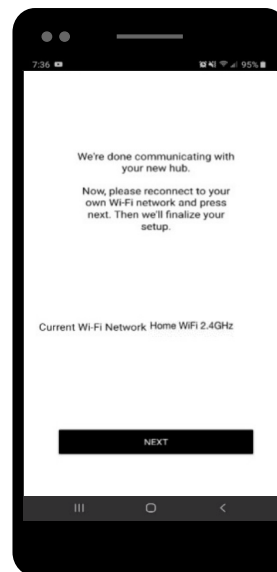 7:36 95%
We're done communicating with
your new hub.
Now, please reconnect to your
own Wi-Fi network and press
next. Then we'll finalize your
setup.
Current Wi-Fi Network Home WiFi 2.4GHz
NEXT